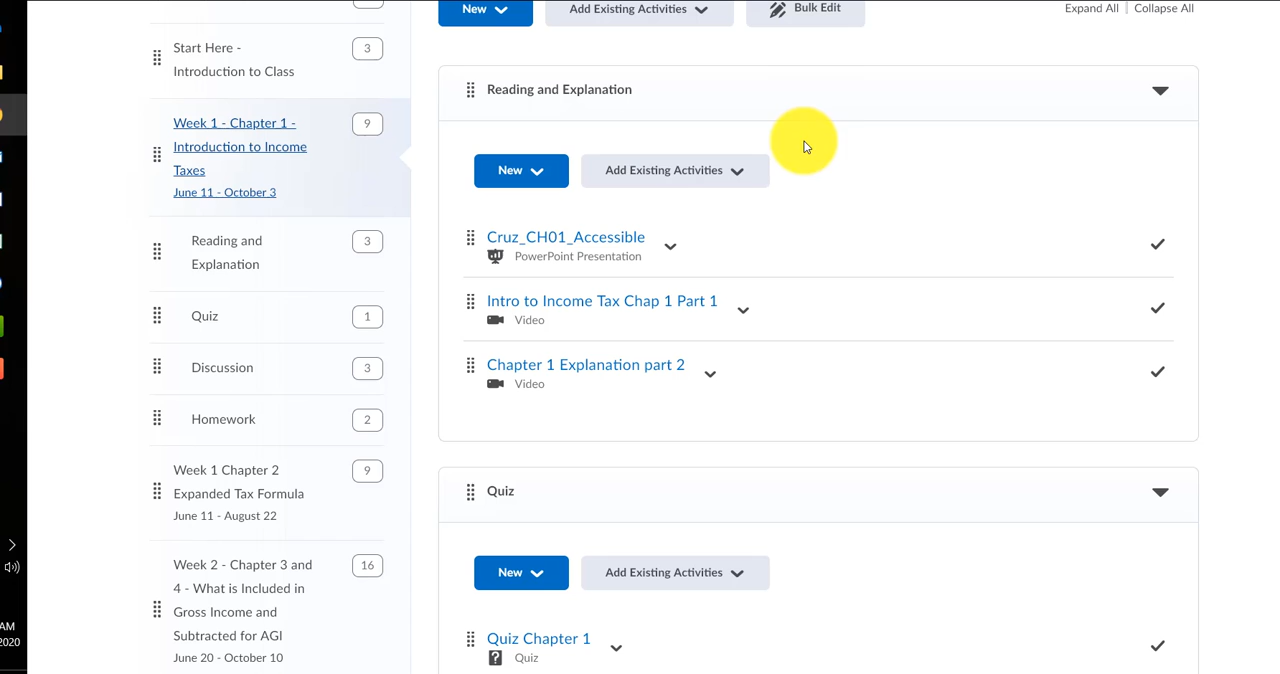 AM
2020
Start Here -
Introduction to Class
3
Week 1 - Chapter 1 -
Introduction to Income
Taxes
June 11 - October 3
9
Reading and
Explanation
3
Quiz
1
Discussion
3
Homework
2
Week 1 Chapter 2
Expanded Tax Formula
June 11 - August 22
9
Week 2 - Chapter 3 and
4 - What is Included in
Gross Income and
Subtracted for AGI
June 20 - October 10
16
New
Add Existing Activities
Bulk Edit
Expand All
Collapse All
Reading and Explanation
New
Add Existing Activities
Cruz_CH01_Accessible
PowerPoint Presentation
Intro to Income Tax Chap 1 Part 1
Video
Chapter 1 Explanation part 2
Video
Quiz
New
Add Existing Activities
Quiz Chapter 1
Quiz